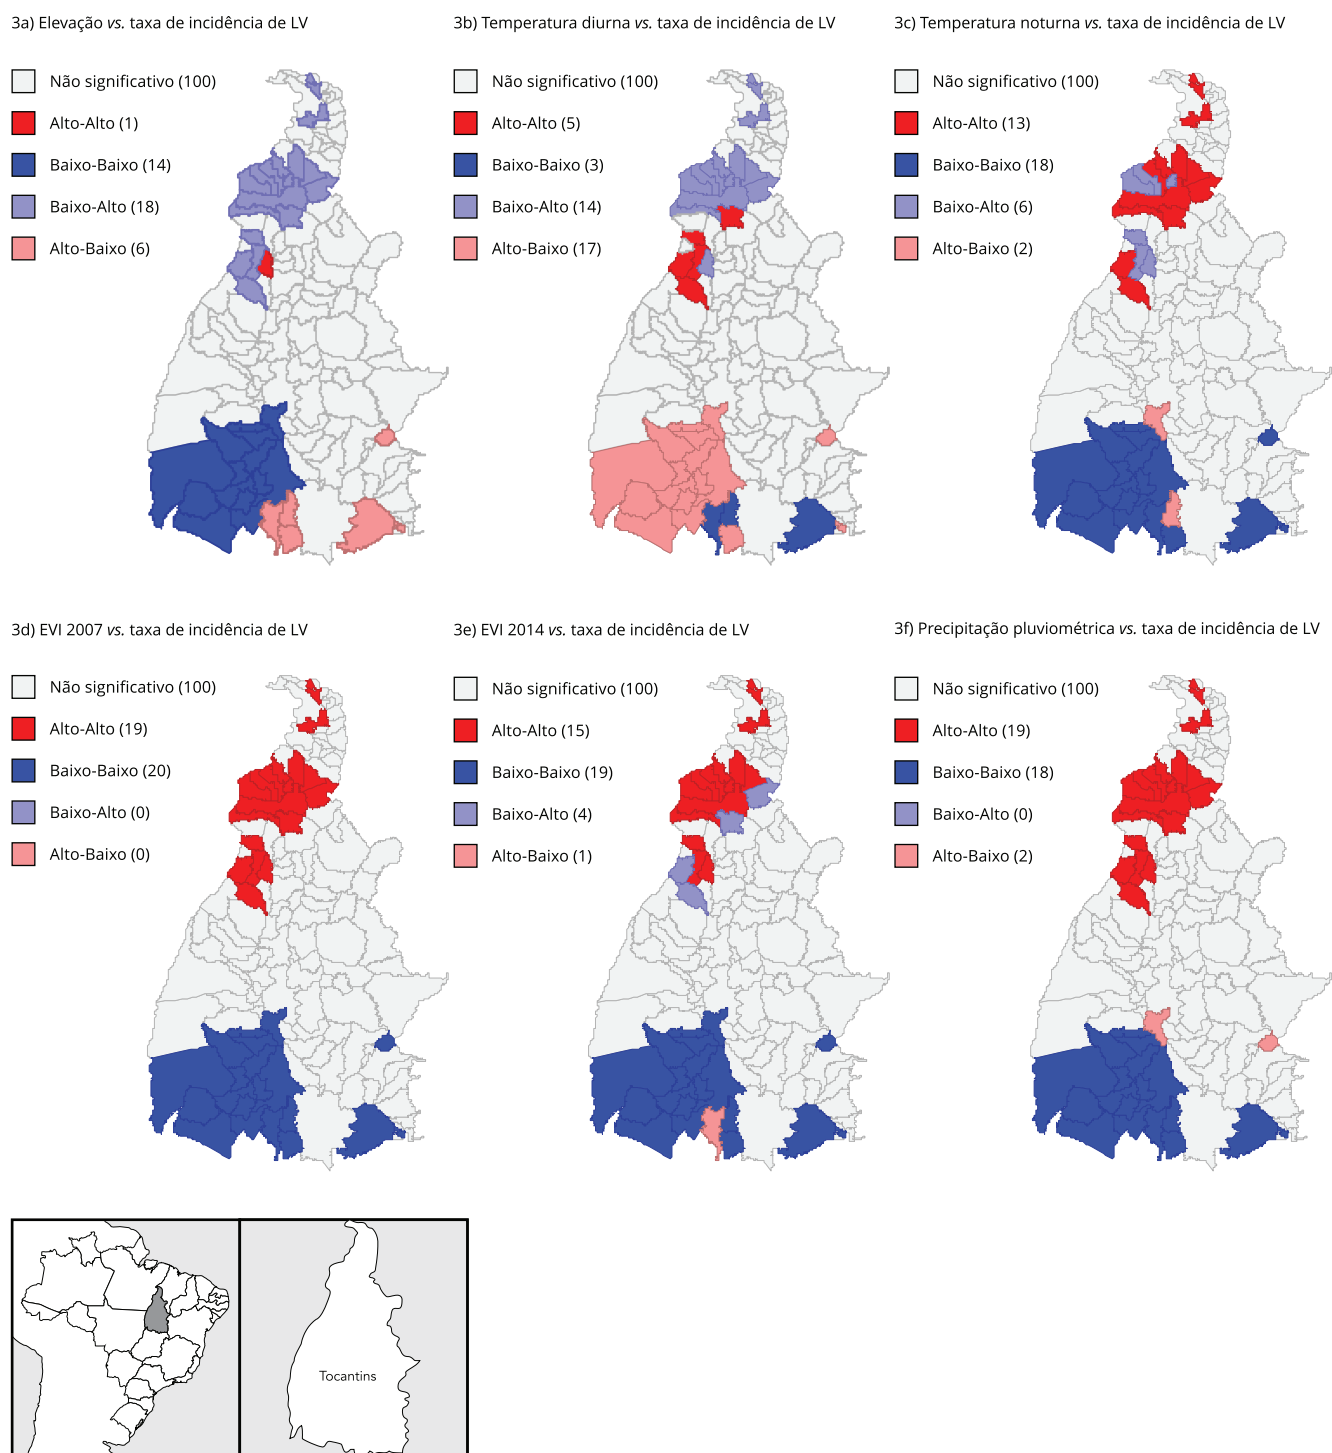 3a) Elevação vs. taxa de incidência de LV
Não significativo (100)
Alto-Alto (1)
Baixo-Baixo (14)
Baixo-Alto (18)
Alto-Baixo (6)
3b) Temperatura diurna vs. taxa de incidência de LV
Não significativo (100)
Alto-Alto (5)
Baixo-Baixo (3)
Baixo-Alto (14)
Alto-Baixo (17)
3c) Temperatura noturna vs. taxa de incidência de LV
Não significativo (100)
Alto-Alto (13)
Baixo-Baixo (18)
Baixo-Alto (6)
Alto-Baixo (2)
3d) EVI 2007 vs. taxa de incidência de LV
Não significativo (100)
Alto-Alto (19)
Baixo-Baixo (20)
Baixo-Alto (0)
Alto-Baixo (0)
3e) EVI 2014 vs. taxa de incidência de LV
Não significativo (100)
Alto-Alto (15)
Baixo-Baixo (19)
Baixo-Alto (4)
Alto-Baixo (1)
3f) Precipitação pluviométrica vs. taxa de incidência de LV
Não significativo (100)
Alto-Alto (19)
Baixo-Baixo (18)
Baixo-Alto (0)
Alto-Baixo (2)
Tocantins